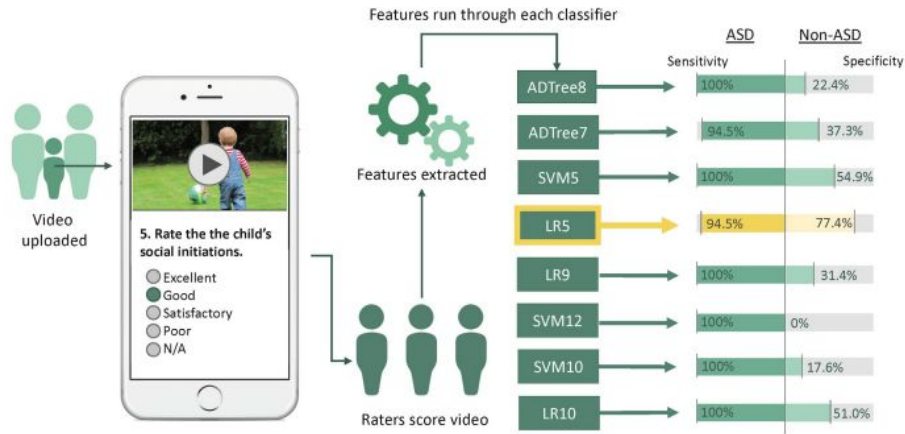 Features run through each classifier
ASD
Non-ASD
Sensitivity
Specificity
Video
uploaded
5. Rate the the child's
social initiations.
Excellent
Good
Satisfactory
Poor
N/A
Features extracted
Raters score video
ADTree8
100%
22.4%
ADTree7
94.5%
37.3%
SVM5
100%
54.9%
LR5
94.5%
77.4%
LR9
100%
31.4%
SVM12
100%
0%
SVM10
100%
17.6%
LR10
100%
51.0%